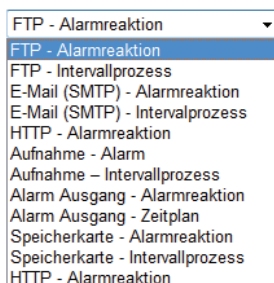 FTP - Alarmreaktion
FTP - Alarmreaktion
FTP - Intervallprozess
E-Mail (SMTP) - Alarmreaktion
E-Mail (SMTP) - Intervalprozess
HTTP - Alarmreaktion
Aufnahme - Alarm
Aufnahme – Intervallprozess
Alarm Ausgang - Alarmreaktion
Alarm Ausgang - Zeitplan
Speicherkarte - Alarmreaktion
Speicherkarte - Intervallprozess
HTTP - Alarmreaktion